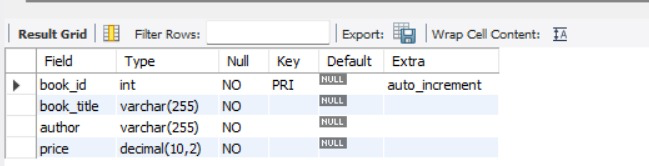 Result Grid Filter Rows: Export: Wrap Cell Content: IA
Field Type Null Key Default Extra
book_id int NO PRI NULL auto_increment
book_title varchar(255) NO NULL
author varchar(255) NO NULL
price decimal(10,2) NO NULL